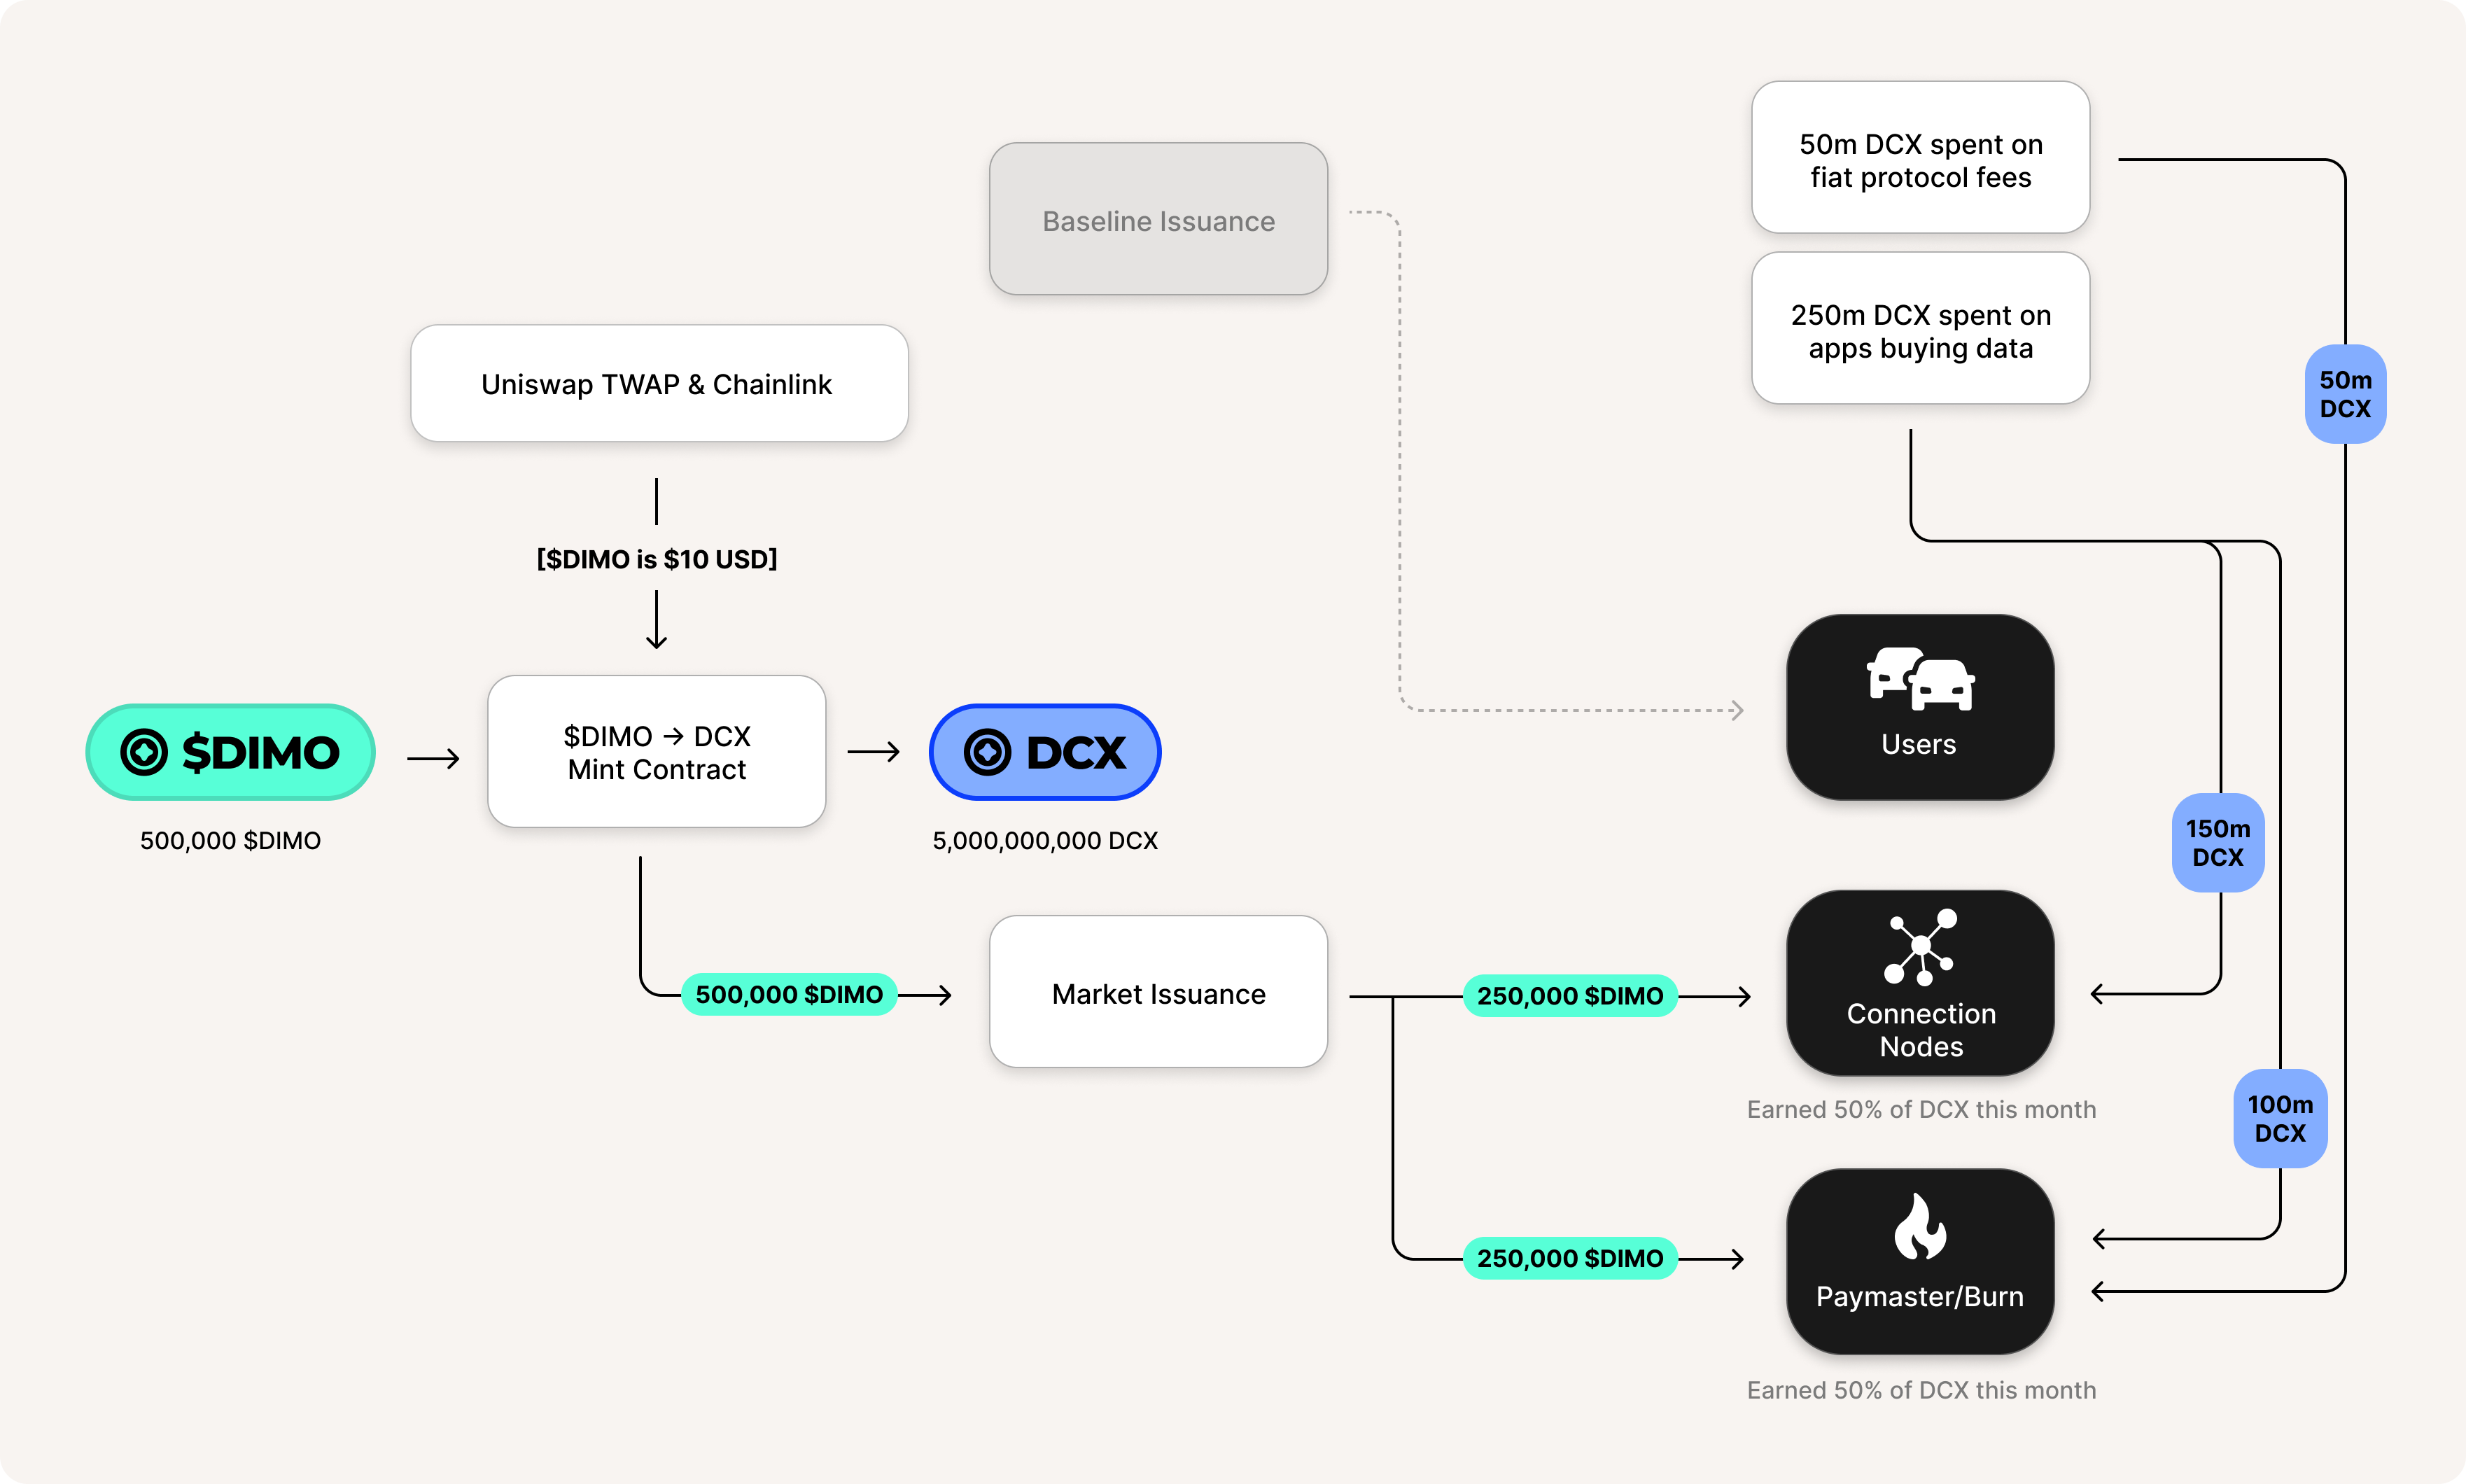 50m DCX spent on
fiat protocol fees
Baseline Issuance
250m DCX spent on
apps buying data
Uniswap TWAP & Chainlink
50m
DCX
[$DIMO is $10 USD]
$DIMO
$DIMO → DCX
Mint Contract
DCX
Users
500,000 $DIMO
5,000,000,000 DCX
150m
DCX
500,000 $DIMO
Market Issuance
250,000 $DIMO
Connection
Nodes
Earned 50% of DCX this month
100m
DCX
250,000 $DIMO
Paymaster/Burn
Earned 50% of DCX this month